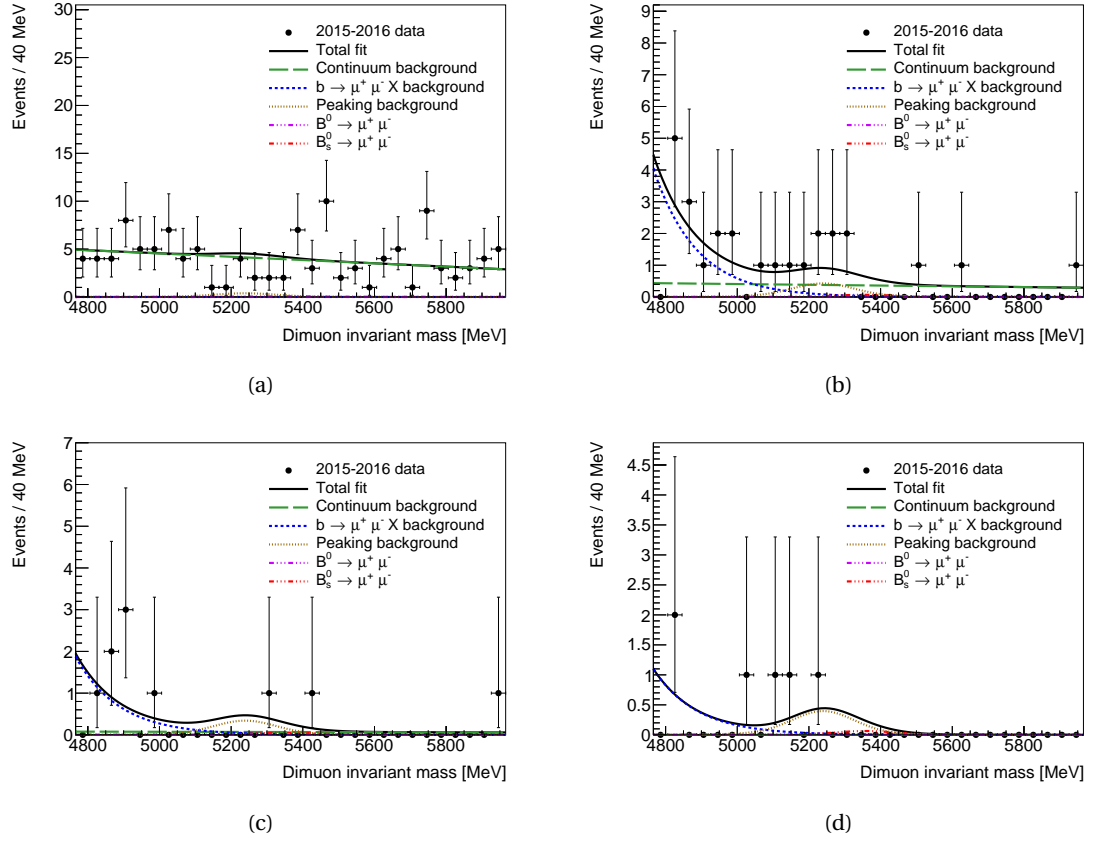 Events / 40 MeV
30
25
20
15
10
5
0
4800 5000 5200 5400 5600 5800
Dimuon invariant mass [MeV]
2015-2016 data
Total fit
Continuum background
b → μ⁺ μ⁻ X background
Peaking background
B⁰ → μ⁺ μ⁻
B⁰ₛ → μ⁺ μ⁻
(a)
Events / 40 MeV
9
8
7
6
5
4
3
2
1
0
4800 5000 5200 5400 5600 5800
Dimuon invariant mass [MeV]
2015-2016 data
Total fit
Continuum background
b → μ⁺ μ⁻ X background
Peaking background
B⁰ → μ⁺ μ⁻
B⁰ₛ → μ⁺ μ⁻
(b)
Events / 40 MeV
7
6
5
4
3
2
1
0
4800 5000 5200 5400 5600 5800
Dimuon invariant mass [MeV]
2015-2016 data
Total fit
Continuum background
b → μ⁺ μ⁻ X background
Peaking background
B⁰ → μ⁺ μ⁻
B⁰ₛ → μ⁺ μ⁻
(c)
Events / 40 MeV
4.5
4
3.5
3
2.5
2
1.5
1
0.5
0
4800 5000 5200 5400 5600 5800
Dimuon invariant mass [MeV]
2015-2016 data
Total fit
Continuum background
b → μ⁺ μ⁻ X background
Peaking background
B⁰ → μ⁺ μ⁻
B⁰ₛ → μ⁺ μ⁻
(d)